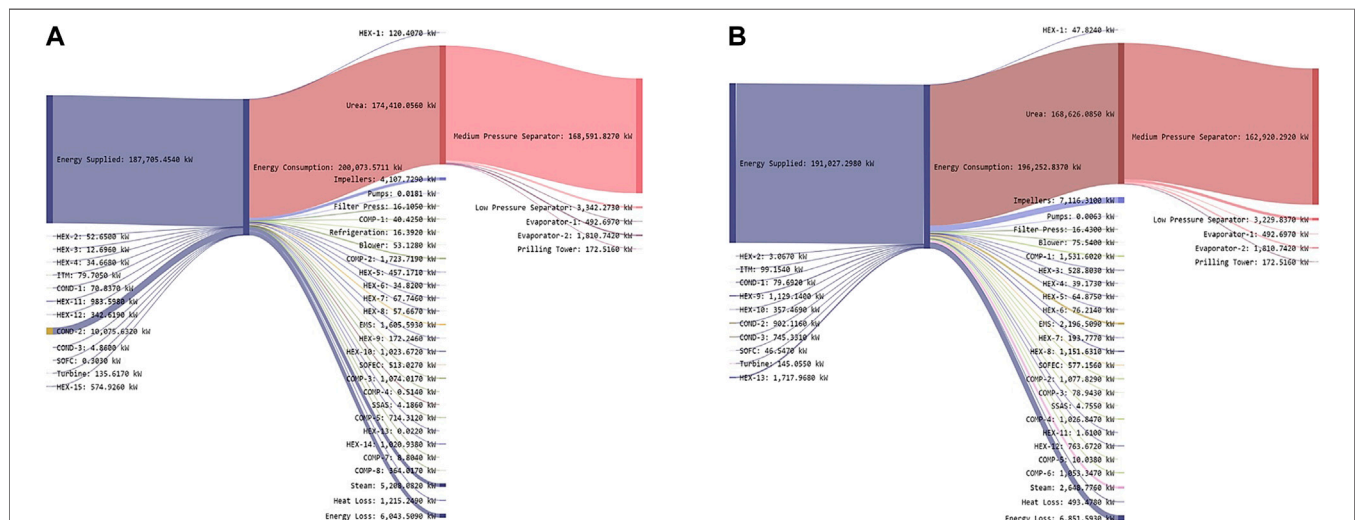 A
HEX-1: 120.4070 kW
Urea: 174,410.0560 kW
Medium Pressure Separator: 168,591.8270 kW
Energy Supplied: 187,705.4540 kW
Energy Consumption: 200,073.5711 kW
Impellers: 4,107.7290 kW
Pumps: 0.0181 kW
Filter Press: 16.1050 kW
COMP-1: 40.4250 kW
Refrigeration: 16.3920 kW
Blower: 53.1280 kW
COMP-2: 1,723.7190 kW
HEX-5: 457.1710 kW
HEX-6: 34.8200 kW
HEX-7: 67.7460 kW
HEX-8: 57.6670 kW
EMS: 1,605.5930 kW
HEX-9: 172.2460 kW
HEX-10: 1,023.6720 kW
SOFEC: 513.0270 kW
COMP-3: 1,074.0170 kW
COMP-4: 0.5140 kW
SSAS: 4.1860 kW
COMP-5: 714.3120 kW
HEX-13: 0.0220 kW
HEX-14: 1,020.9380 kW
COMP-7: 8.8040 kW
COMP-8: 364.0170 kW
Steam: 5,208.0820 kW
Heat Loss: 1,215.2490 kW
Energy Loss: 6,043.5090 kW
Low Pressure Separator: 3,342.2730 kW
Evaporator-1: 492.6970 kW
Evaporator-2: 1,810.7420 kW
Prilling Tower: 172.5160 kW
HEX-2: 52.6500 kW
HEX-3: 12.6960 kW
HEX-4: 34.6680 kW
ITM: 79.7050 kW
COND-1: 70.8370 kW
HEX-11: 983.5980 kW
HEX-12: 342.6190 kW
COND-2: 10,075.6320 kW
COND-3: 4.8600 kW
SOFC: 0.3030 kW
Turbine: 135.6170 kW
HEX-15: 574.9260 kW
B
HEX-1: 47.8240 kW
Urea: 168,626.0850 kW
Medium Pressure Separator: 162,920.2920 kW
Energy Supplied: 191,027.2980 kW
Energy Consumption: 196,252.8370 kW
Impellers: 7,116.3100 kW
Pumps: 0.0063 kW
Filter Press: 16.4300 kW
Blower: 75.5400 kW
COMP-1: 1,531.6020 kW
HEX-3: 528.8030 kW
HEX-4: 39.1730 kW
HEX-5: 64.8750 kW
HEX-6: 76.2140 kW
EMS: 2,196.5090 kW
HEX-7: 193.7770 kW
HEX-8: 1,151.6310 kW
SOFEC: 577.1560 kW
COMP-2: 1,077.8290 kW
COMP-3: 78.9430 kW
SSAS: 4.7550 kW
COMP-4: 1,026.8470 kW
HEX-11: 1.6100 kW
HEX-12: 763.6720 kW
COMP-5: 10.0380 kW
COMP-6: 1,053.3470 kW
Steam: 2,648.7760 kW
Heat Loss: 493.4780 kW
Energy Loss: 6,851.5930 kW
Low Pressure Separator: 3,229.8370 kW
Evaporator-1: 492.6970 kW
Evaporator-2: 1,810.7420 kW
Prilling Tower: 172.5160 kW
HEX-2: 3.0670 kW
ITM: 99.1540 kW
COND-1: 79.6920 kW
HEX-9: 1,129.1400 kW
HEX-10: 357.4690 kW
COND-2: 902.1160 kW
COND-3: 745.3310 kW
SOFC: 46.5470 kW
Turbine: 145.0550 kW
HEX-13: 1,717.9680 kW